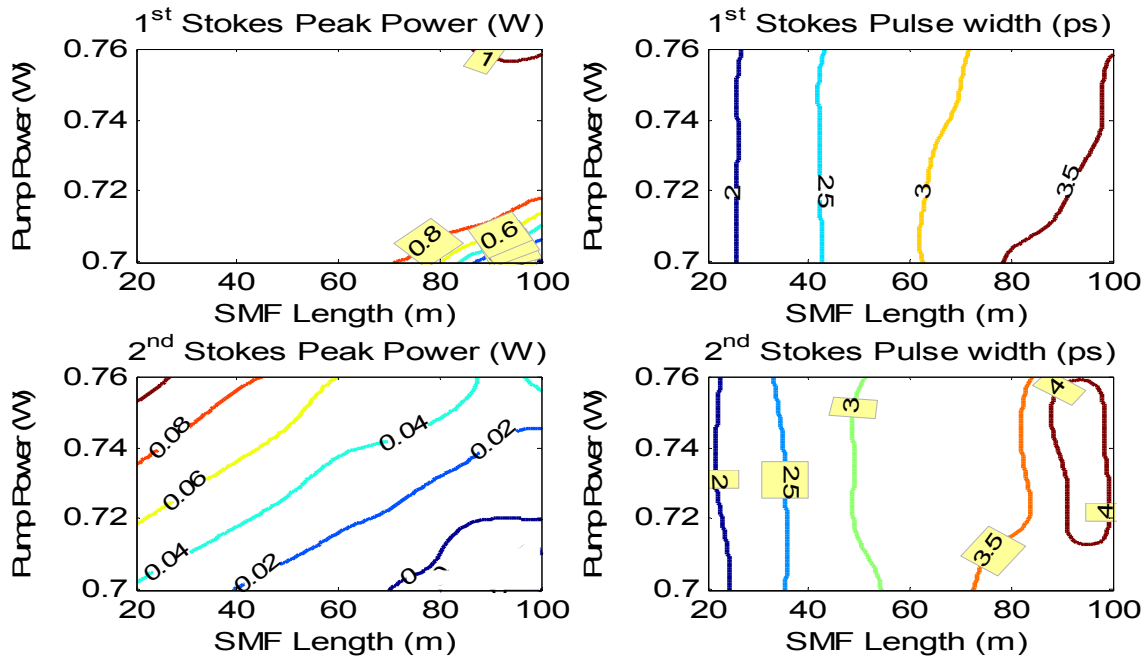 1st Stokes Peak Power (W)
1st Stokes Pulse width (ps)
Pump Power (W)
0.76
0.74
0.72
0.7
1
0.8
0.6
20 40 60 80 100
SMF Length (m)
Pump Power (W)
0.76
0.74
0.72
0.7
2
2.5
3
3.5
20 40 60 80 100
SMF Length (m)
2nd Stokes Peak Power (W)
2nd Stokes Pulse width (ps)
Pump Power (W)
0.76
0.74
0.72
0.7
0.08
0.06
0.04
0.04
0.02
0.02
0
20 40 60 80 100
SMF Length (m)
Pump Power (W)
0.76
0.74
0.72
0.7
2
2.5
3
3.5
4
4
20 40 60 80 100
SMF Length (m)